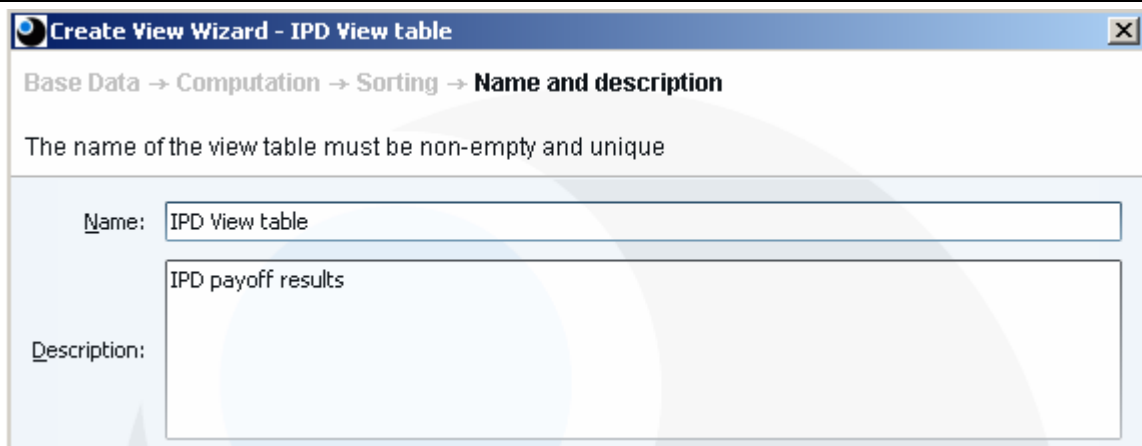 Create View Wizard - IPD View table
Base Data → Computation → Sorting → Name and description
The name of the view table must be non-empty and unique
Name: IPD View table
IPD payoff results
Description: